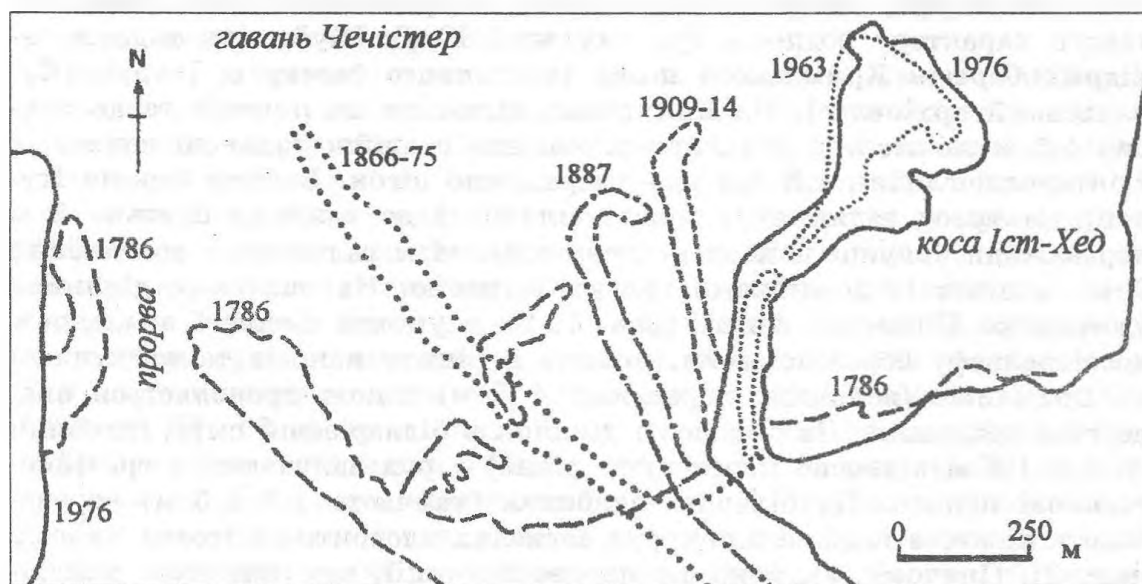 гавань Чечістер
N
1963
1976
1909-14
1866-75
1887
1786
прорва
1786
коса Іст-Хед
1786
1976
0 250
м